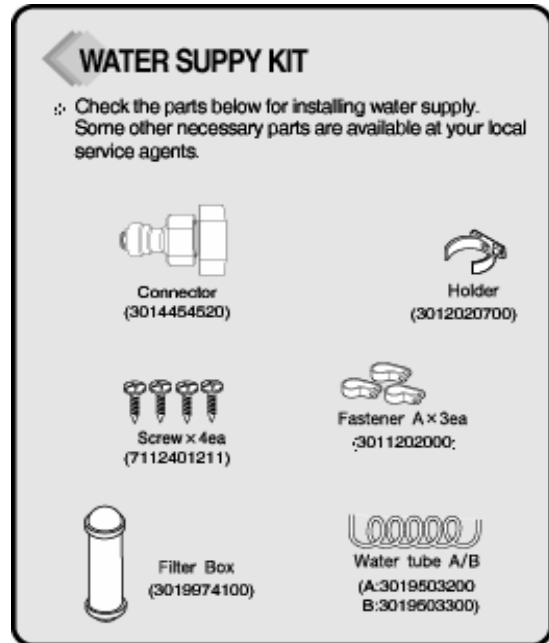 WATER SUPPY KIT
Check the parts below for installing water supply.
Some other necessary parts are available at your local
service agents.
Connector
(3014454520)
Holder
(3012020700)
Screw×4ea
(7112401211)
Fastener A×3ea
(3011202000)
Filter Box
(3019974100)
Water tube A/B
(A:3019503200
B:3019503300)